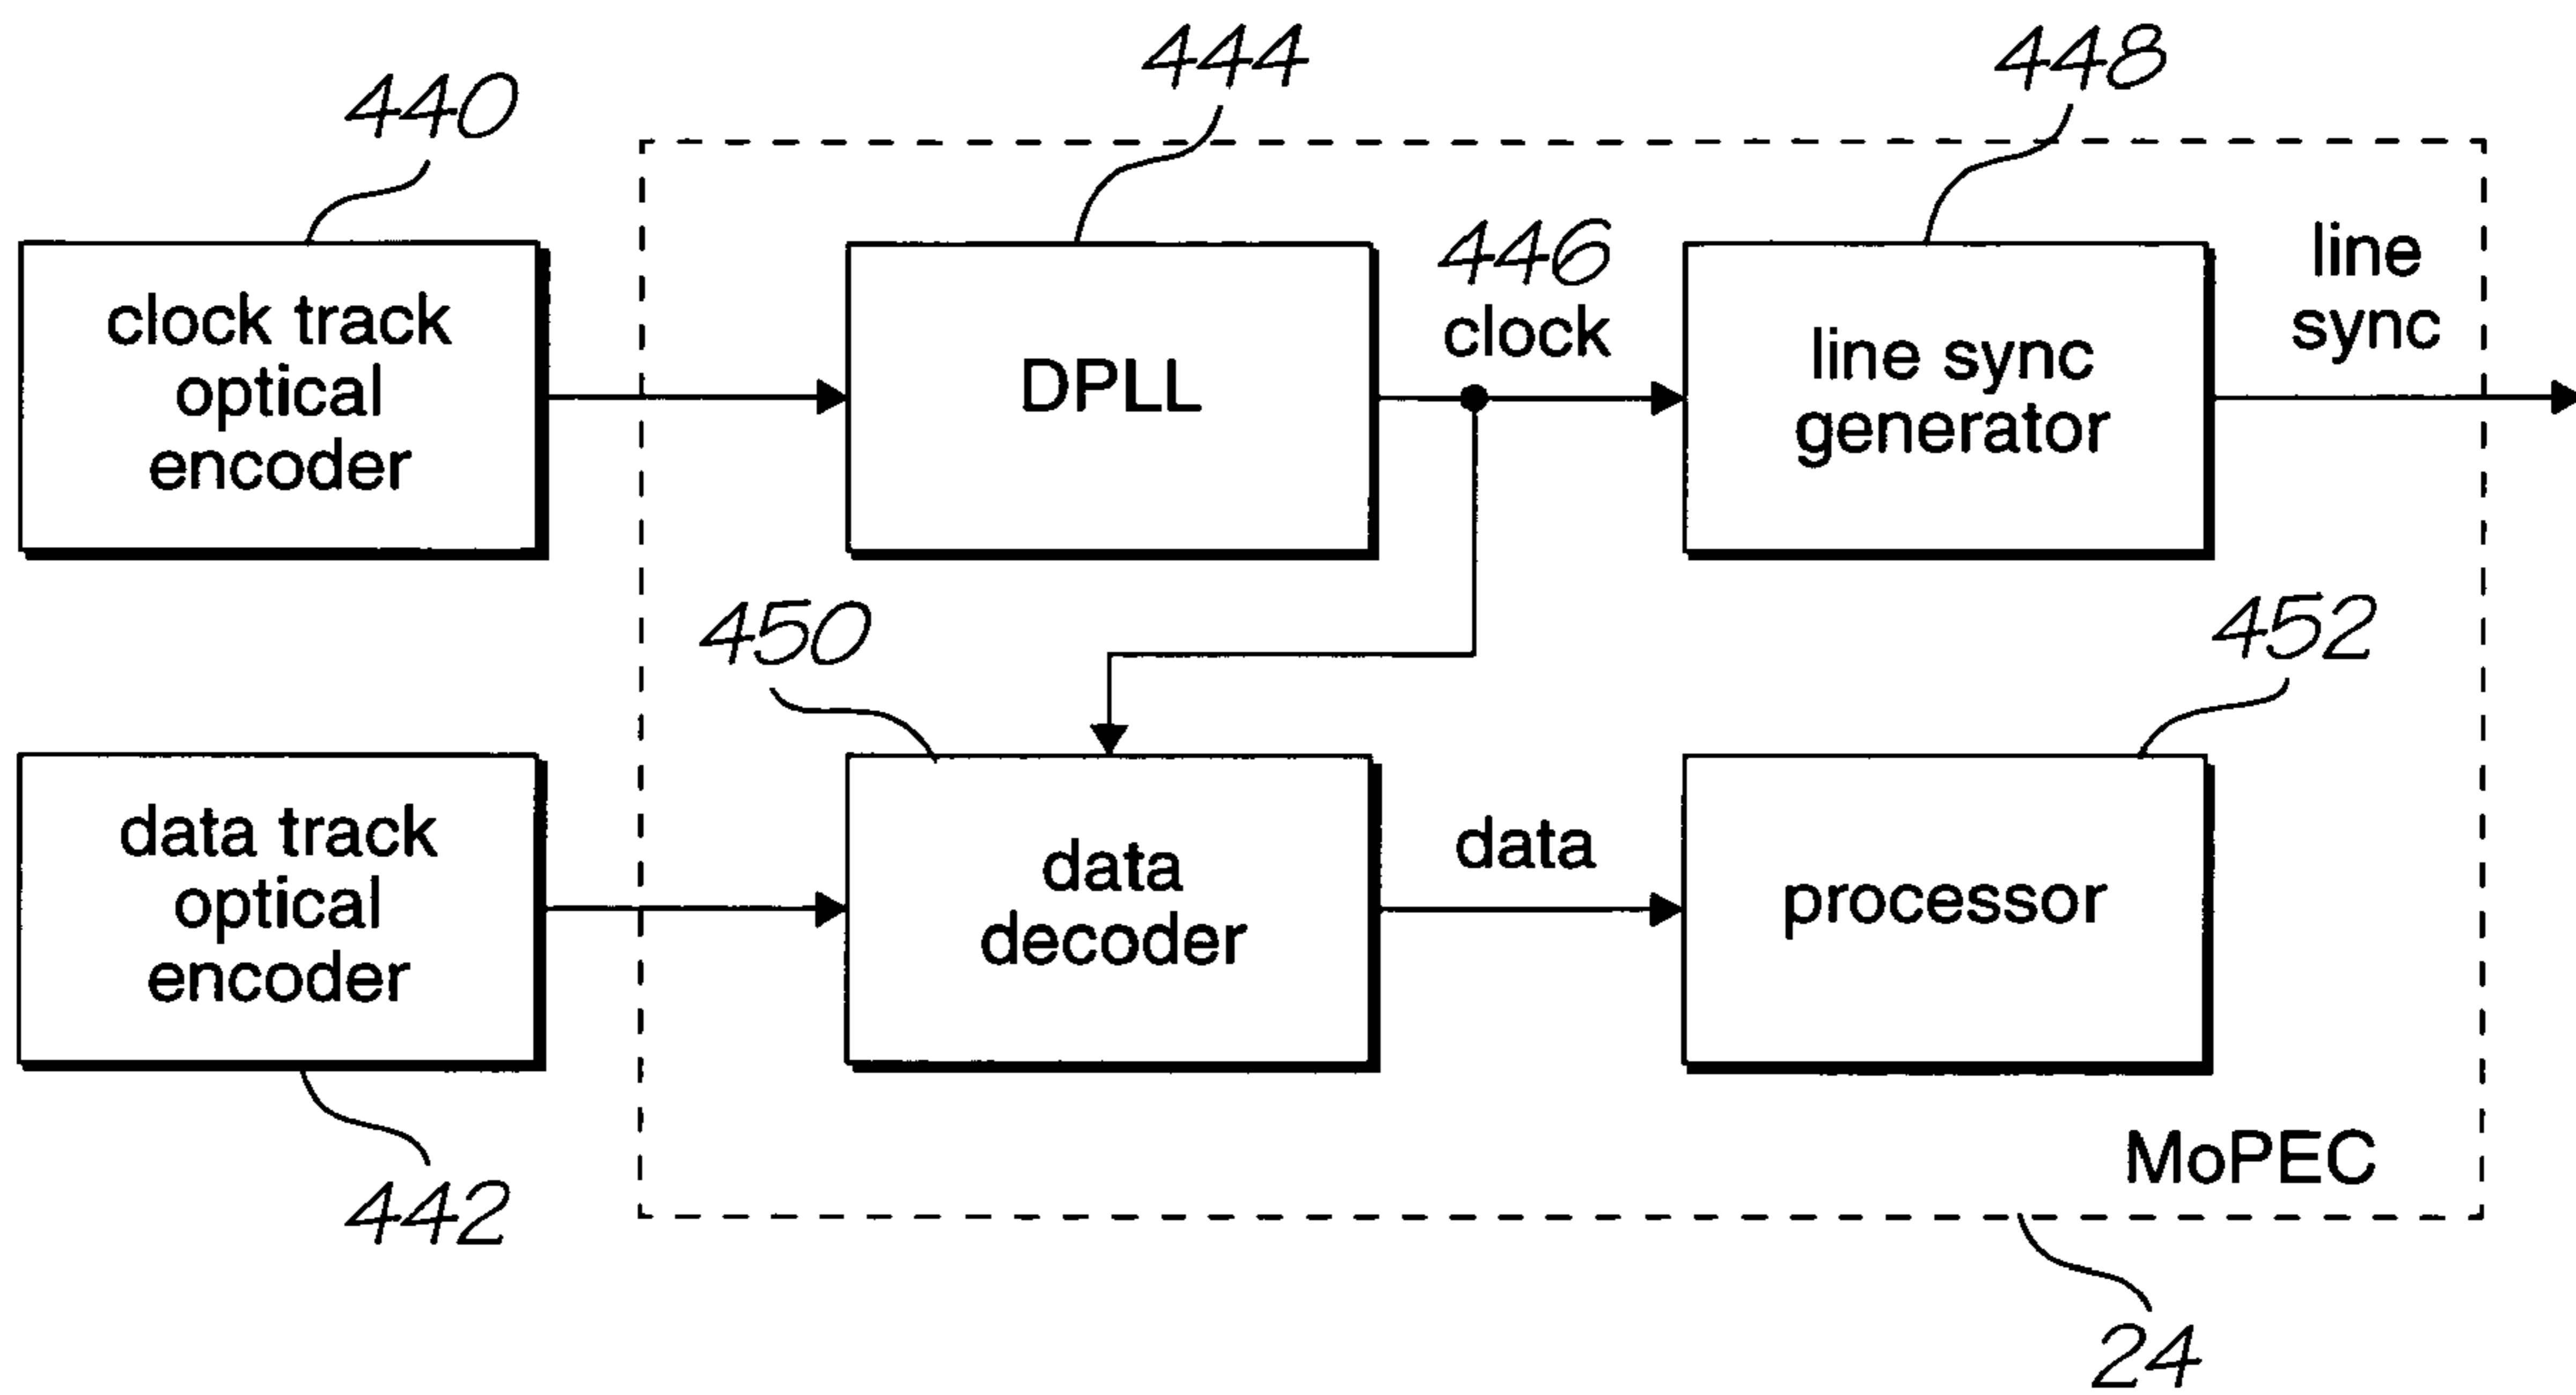 440
444
448
clock track
optical
encoder
DPLL
446
clock
line sync
generator
line
sync
450
452
data track
optical
encoder
data
decoder
data
processor
MoPEC
442
24